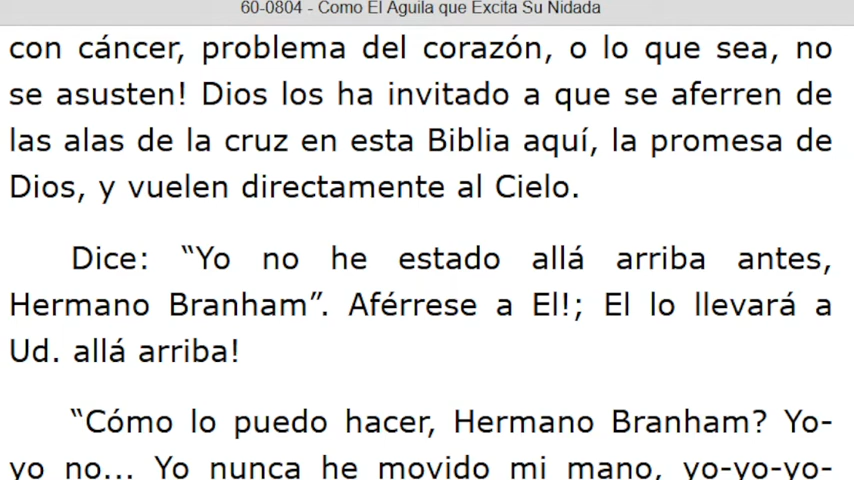 60-0804 - Como El Aguila que Excita Su Nidada
con cáncer, problema del corazón, o lo que sea, no
se asusten! Dios los ha invitado a que se aferren de
las alas de la cruz en esta Biblia aquí, la promesa de
Dios, y vuelen directamente al Cielo.
Dice: “Yo no he estado allá arriba antes,
Hermano Branham”. Aférrese a El!; El lo llevará a
Ud. allá arriba!
“Cómo lo puedo hacer, Hermano Branham? Yo-
yo no... Yo nunca he movido mi mano, yo-yo-yo-